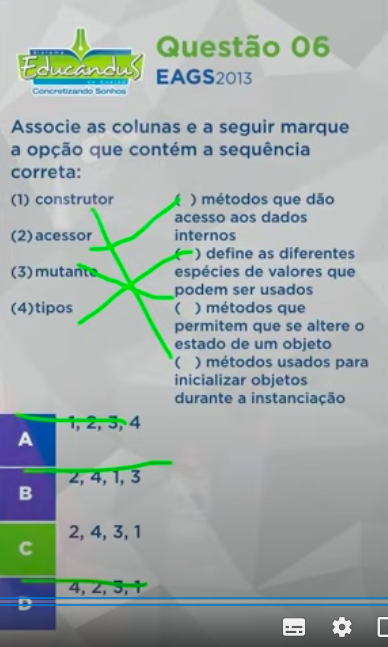 Sistema
Educandus
de Ensino
Concretizando Sonhos
Questão 06
EAGS2013
Associe as colunas e a seguir marque
a opção que contém a sequência
correta:
(1) construtor
(2) acessor
(3) mutante
(4) tipos
( ) métodos que dão
acesso aos dados
internos
( ) define as diferentes
espécies de valores que
podem ser usados
( ) métodos que
permitem que se altere o
estado de um objeto
( ) métodos usados para
inicializar objetos
durante a instanciação
A
1, 2, 3, 4
B
2, 4, 1, 3
C
2, 4, 3, 1
D
4, 2, 3, 1